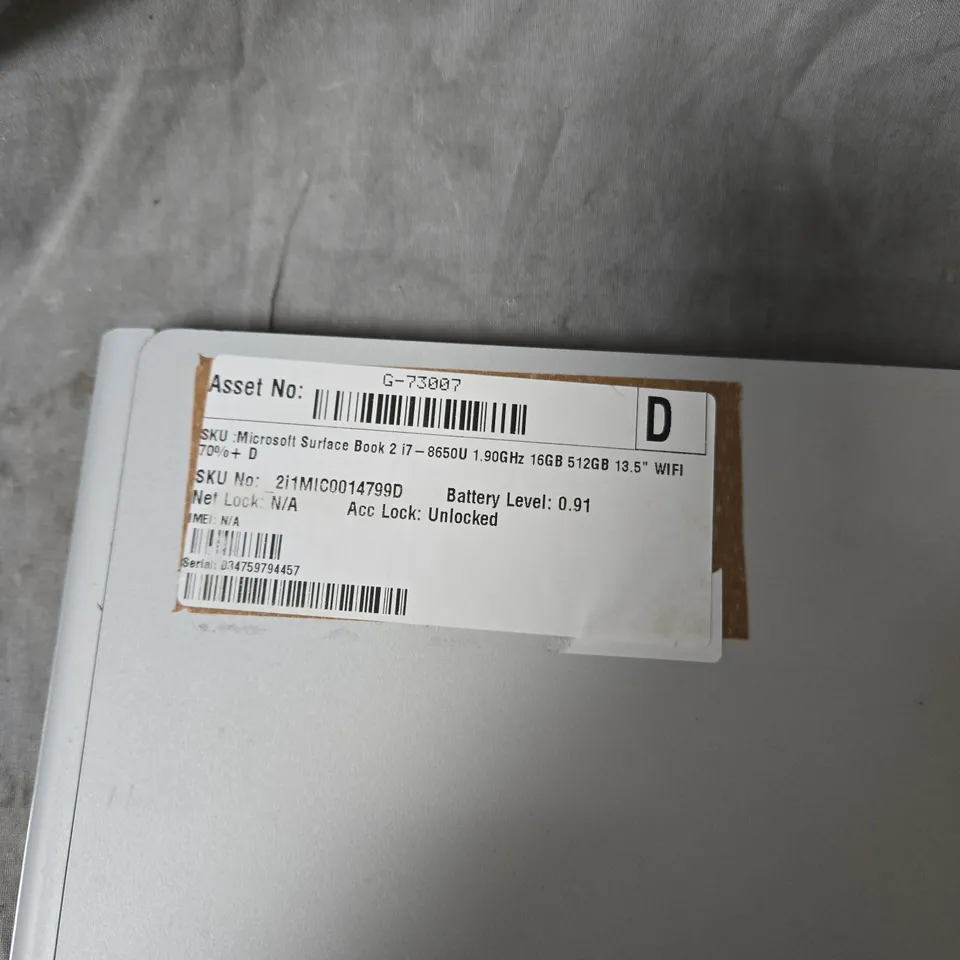 Asset No: G-73007
D
SKU :Microsoft Surface Book 2 i7-8650U 1.90GHz 16GB 512GB 13.5" WIFI
70%+ D
SKU No: 2i1MIC0014799D Battery Level: 0.91
Net Lock: N/A Acc Lock: Unlocked
IMEI: N/A
Serial: 034759794457